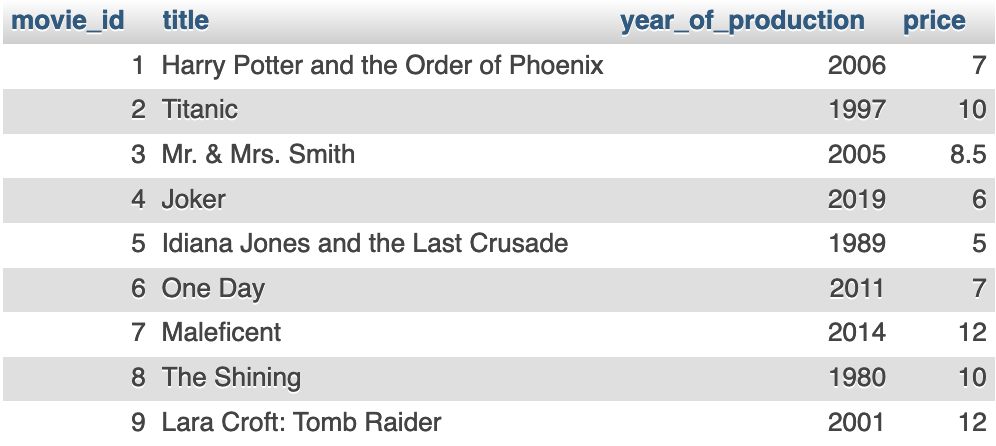 movie_id title year_of_production price
1 Harry Potter and the Order of Phoenix 2006 7
2 Titanic 1997 10
3 Mr. & Mrs. Smith 2005 8.5
4 Joker 2019 6
5 Idiana Jones and the Last Crusade 1989 5
6 One Day 2011 7
7 Maleficent 2014 12
8 The Shining 1980 10
9 Lara Croft: Tomb Raider 2001 12